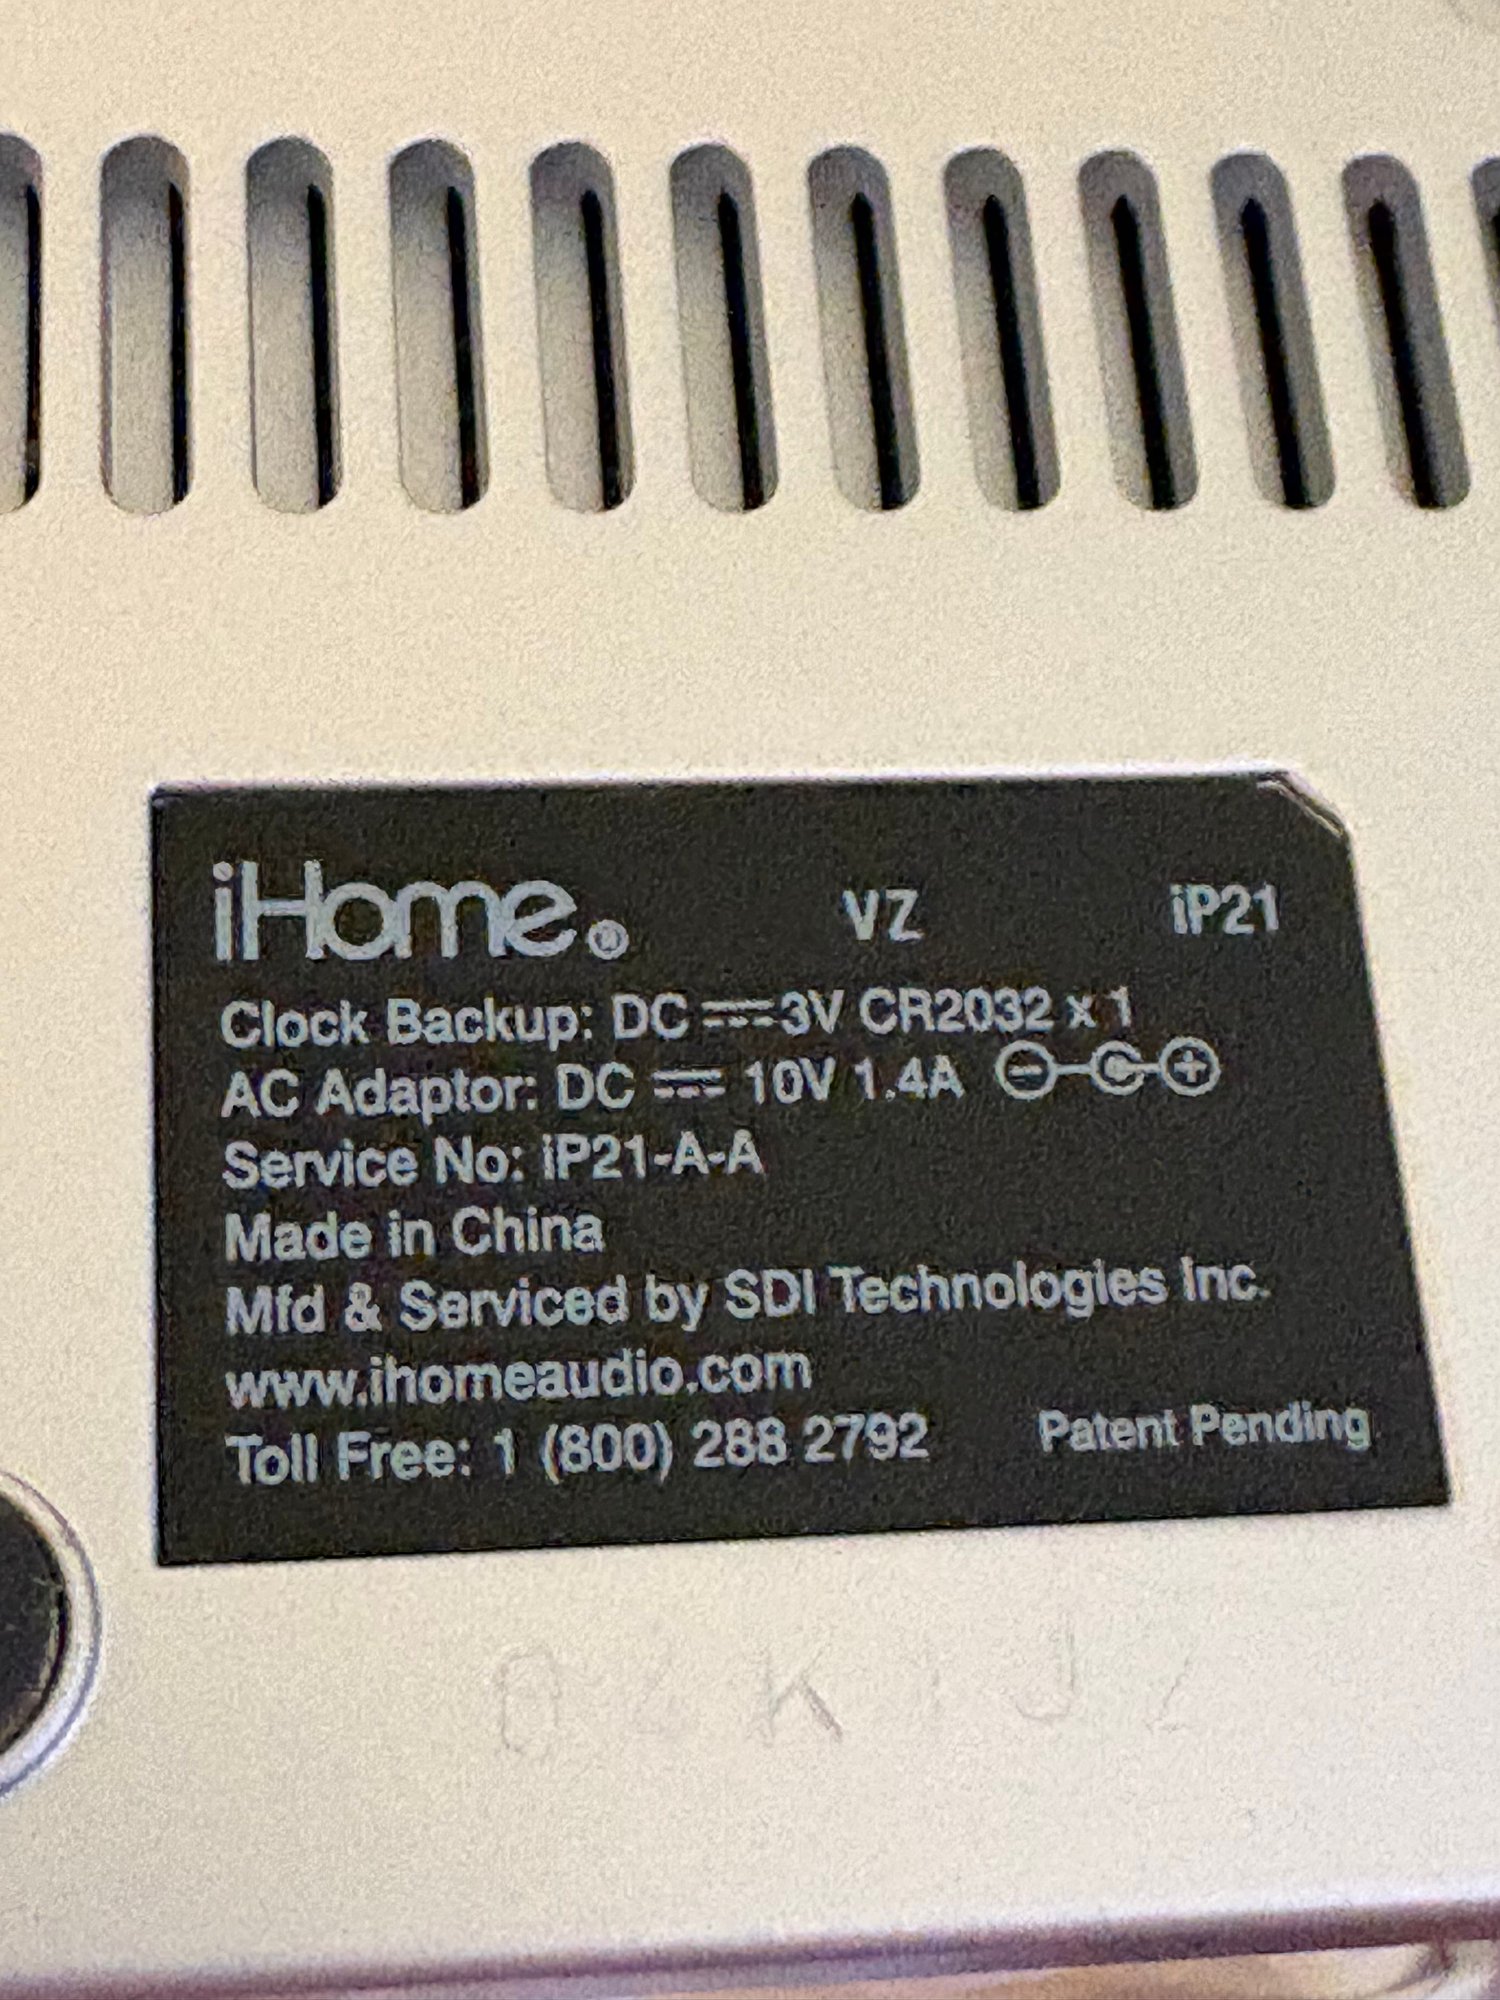 iHome® VZ iP21
Clock Backup: DC ⎓ 3V CR2032 x 1
AC Adaptor: DC ⎓ 10V 1.4A
Service No: iP21-A-A
Made in China
Mfd & Serviced by SDI Technologies Inc.
www.ihomeaudio.com
Toll Free: 1 (800) 288 2792 Patent Pending